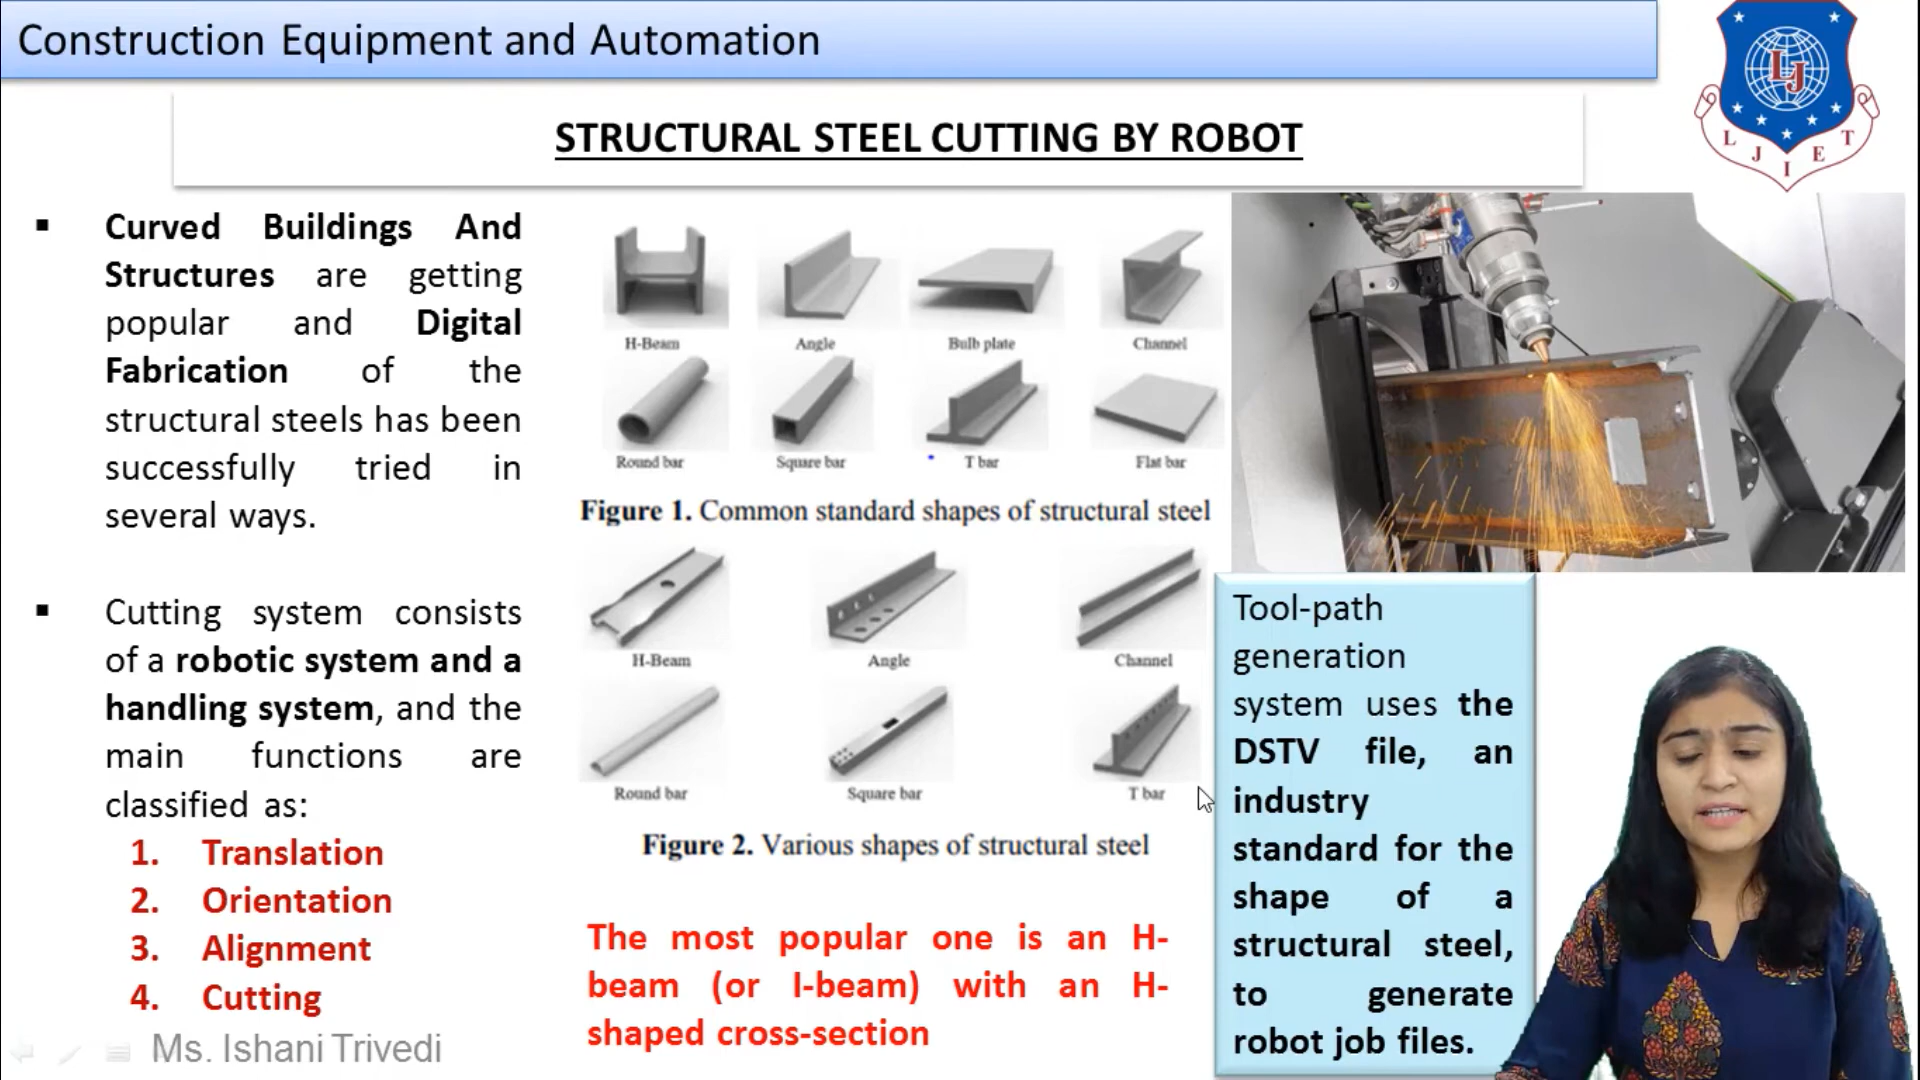 Construction Equipment and Automation
L J I E T
LJ
STRUCTURAL STEEL CUTTING BY ROBOT
▪ Curved Buildings And
Structures are getting
popular and Digital
Fabrication of the
structural steels has been
successfully tried in
several ways.
▪ Cutting system consists
of a robotic system and a
handling system, and the
main functions are
classified as:
1. Translation
2. Orientation
3. Alignment
4. Cutting
Ms. Ishani Trivedi
H-Beam Angle Bulb plate Channel
Round bar Square bar T bar Flat bar
Figure 1. Common standard shapes of structural steel
H-Beam Angle Channel
Round bar Square bar T bar
Figure 2. Various shapes of structural steel
The most popular one is an H-
beam (or I-beam) with an H-
shaped cross-section
Tool-path
generation
system uses the
DSTV file, an
industry
standard for the
shape of a
structural steel,
to generate
robot job files.